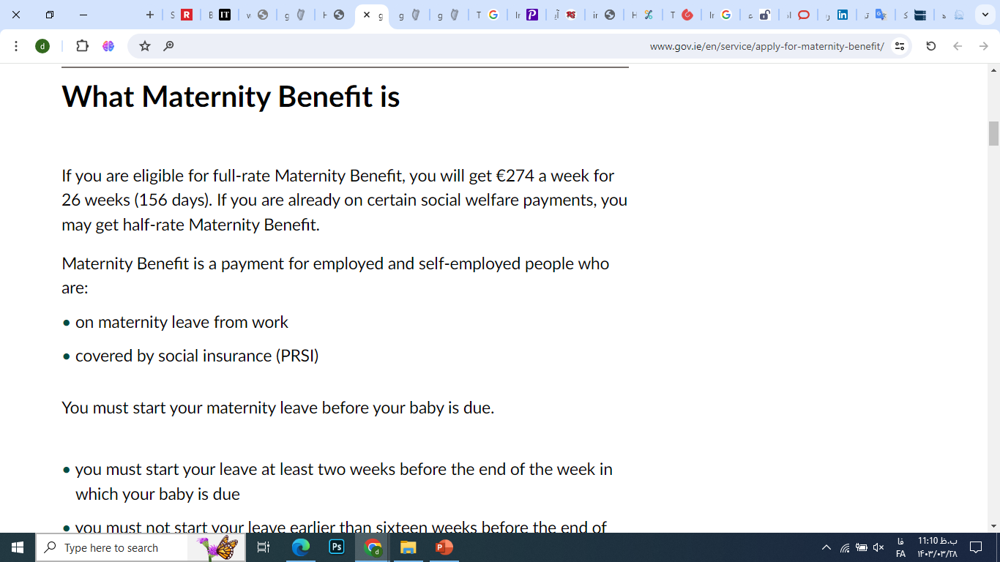 www.gov.ie/en/service/apply-for-maternity-benefit/
What Maternity Benefit is
If you are eligible for full-rate Maternity Benefit, you will get €274 a week for
26 weeks (156 days). If you are already on certain social welfare payments, you
may get half-rate Maternity Benefit.
Maternity Benefit is a payment for employed and self-employed people who
are:
• on maternity leave from work
• covered by social insurance (PRSI)
You must start your maternity leave before your baby is due.
• you must start your leave at least two weeks before the end of the week in
which your baby is due
• you must not start your leave earlier than sixteen weeks before the end of
Type here to search
فا
FA
11:10 ب.ظ
۱۴۰۳/۰۳/۲۸